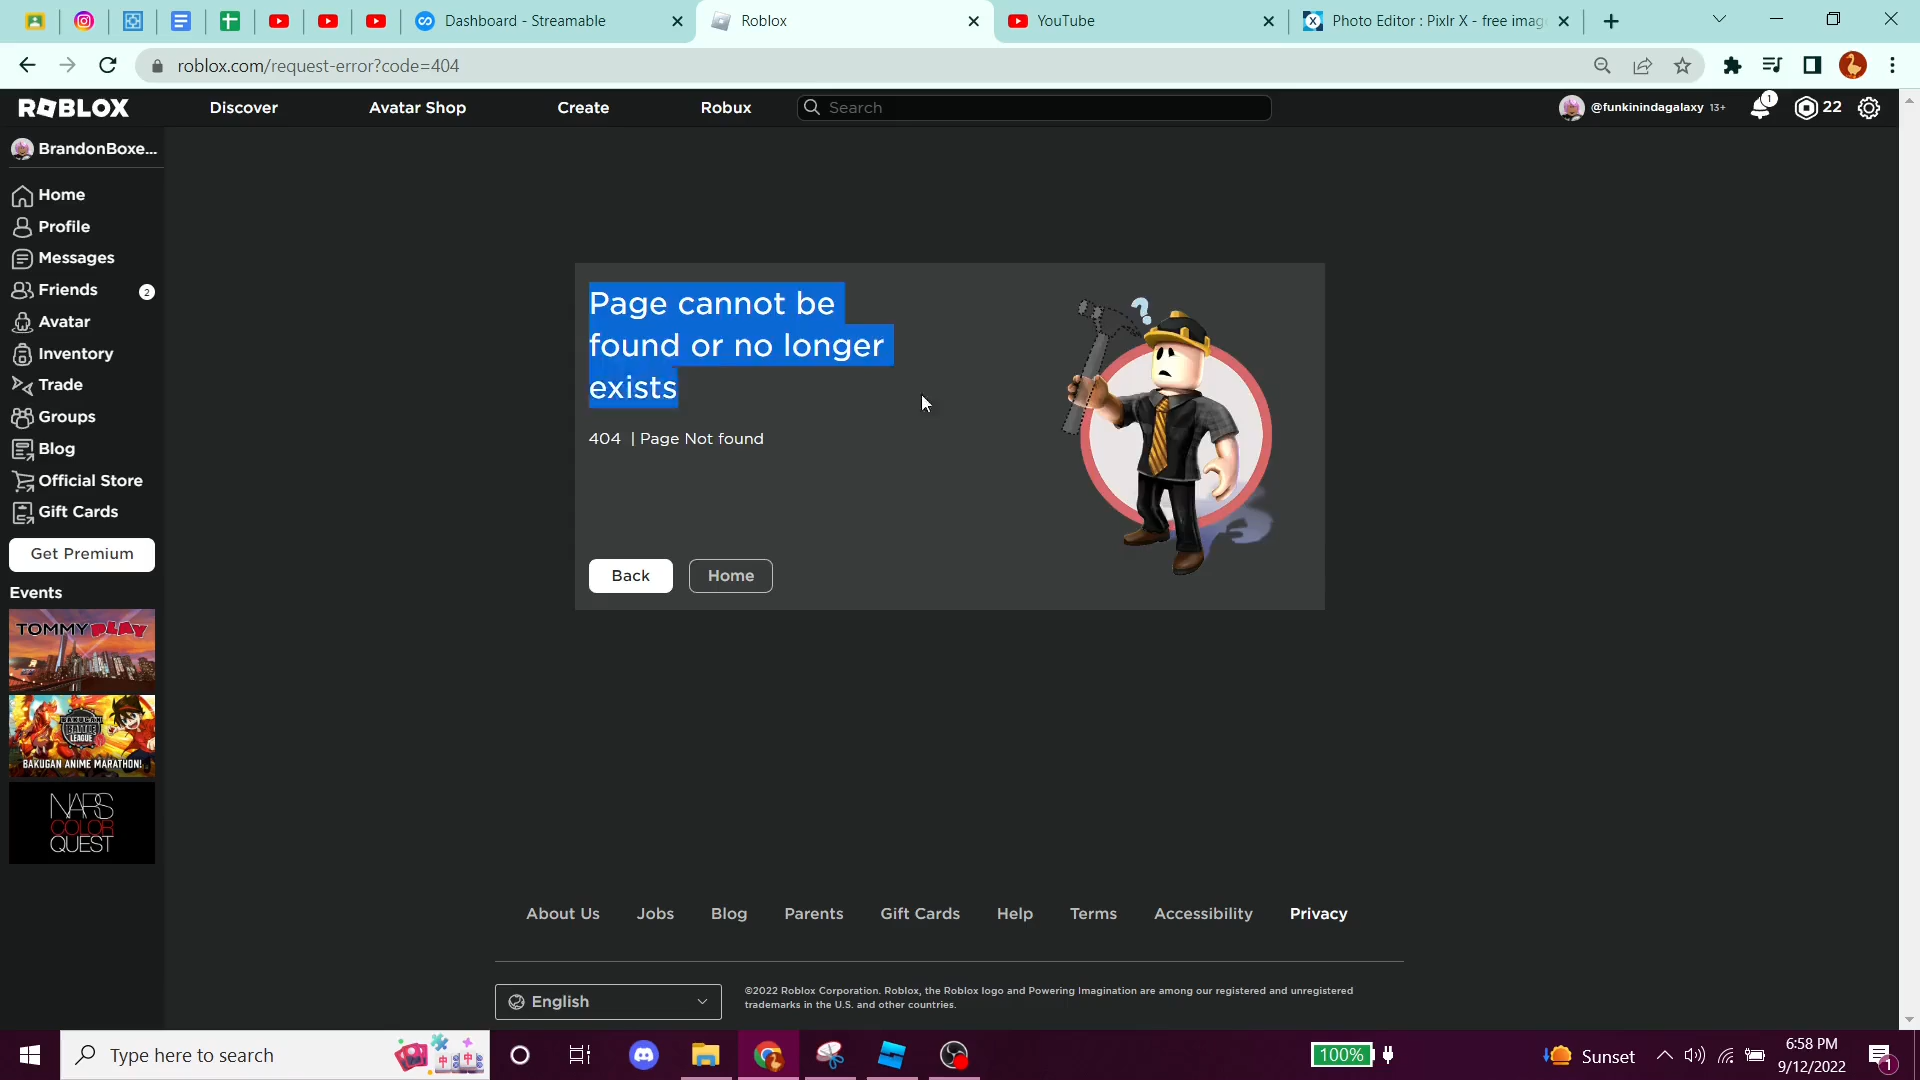 Dashboard - Streamable
Roblox
YouTube
Photo Editor : Pixlr X - free imag
roblox.com/request-error?code=404
ROBLOX
Discover
Avatar Shop
Create
Robux
Search
@funkinindagalaxy 13+
1
22
BrandonBoxe...
Home
Profile
Messages
Friends
2
Avatar
Inventory
Trade
Groups
Blog
Official Store
Gift Cards
Get Premium
Events
TOMMY PLAY
BAKUGAN
BATTLE
LEAGUE
BAKUGAN ANIME MARATHON!
NARS
COLOR
QUEST
Page cannot be
found or no longer
exists
404 | Page Not found
Back
Home
?
About Us
Jobs
Blog
Parents
Gift Cards
Help
Terms
Accessibility
Privacy
English
©2022 Roblox Corporation. Roblox, the Roblox logo and Powering Imagination are among our registered and unregistered
trademarks in the U.S. and other countries.
Type here to search
100%
Sunset
6:58 PM
9/12/2022
1